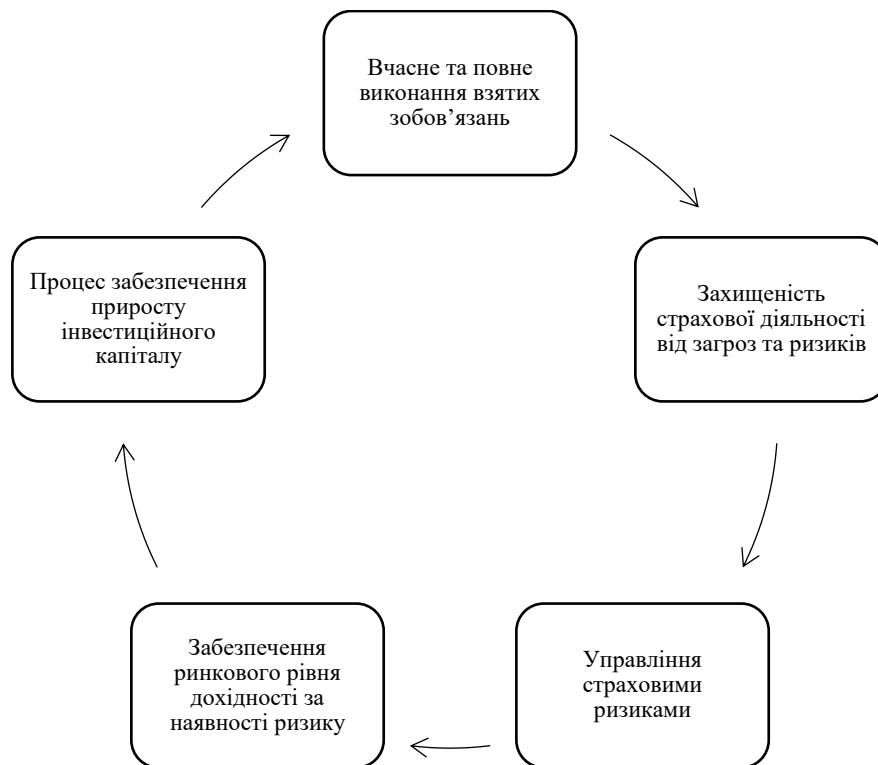 Вчасне та повне
виконання взятих
зобов’язань
Захищеність
страхової діяльності
від загроз та ризиків
Управління
страховими
ризиками
Забезпечення
ринкового рівня
дохідності за
наявності ризику
Процес забезпечення
приросту
інвестиційного
капіталу